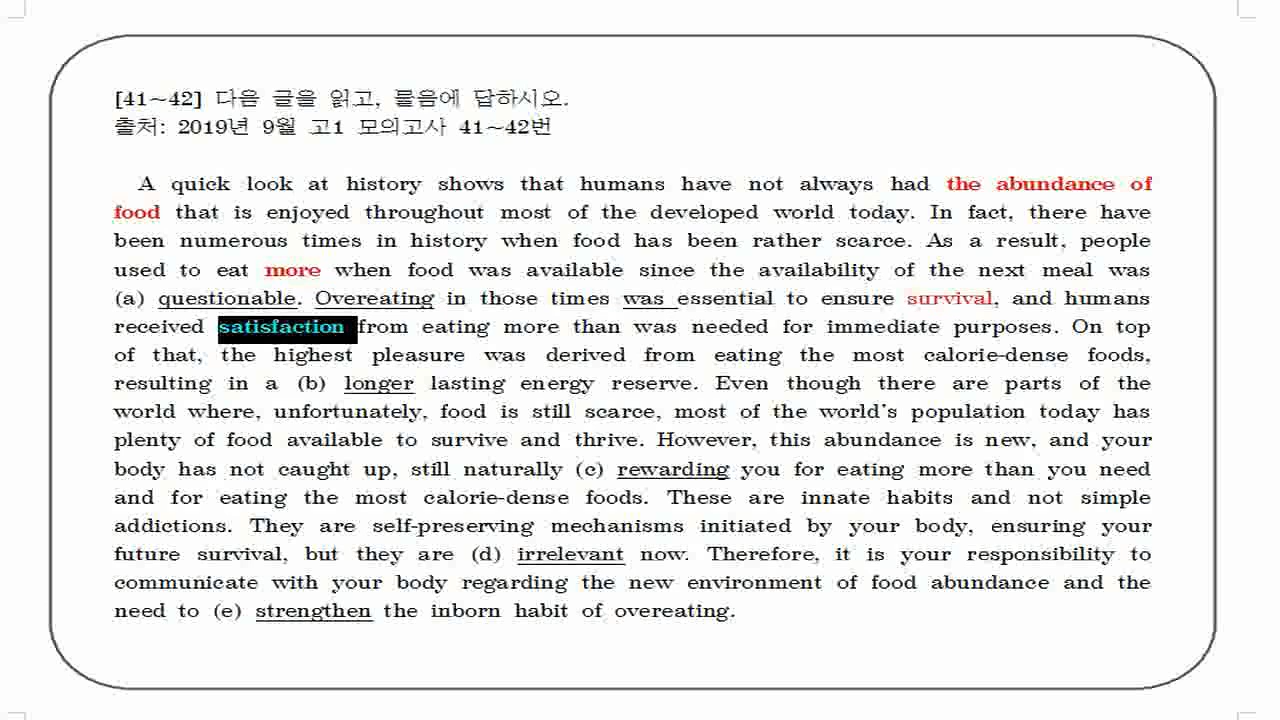 [41~42] 다음 글을 읽고, 물음에 답하시오.
출처: 2019년 9월 고1 모의고사 41~42번
A quick look at history shows that humans have not always had the abundance of
food that is enjoyed throughout most of the developed world today. In fact, there have
been numerous times in history when food has been rather scarce. As a result, people
used to eat more when food was available since the availability of the next meal was
(a) questionable. Overeating in those times was essential to ensure survival, and humans
received satisfaction from eating more than was needed for immediate purposes. On top
of that, the highest pleasure was derived from eating the most calorie-dense foods,
resulting in a (b) longer lasting energy reserve. Even though there are parts of the
world where, unfortunately, food is still scarce, most of the world's population today has
plenty of food available to survive and thrive. However, this abundance is new, and your
body has not caught up, still naturally (c) rewarding you for eating more than you need
and for eating the most calorie-dense foods. These are innate habits and not simple
addictions. They are self-preserving mechanisms initiated by your body, ensuring your
future survival, but they are (d) irrelevant now. Therefore, it is your responsibility to
communicate with your body regarding the new environment of food abundance and the
need to (e) strengthen the inborn habit of overeating.